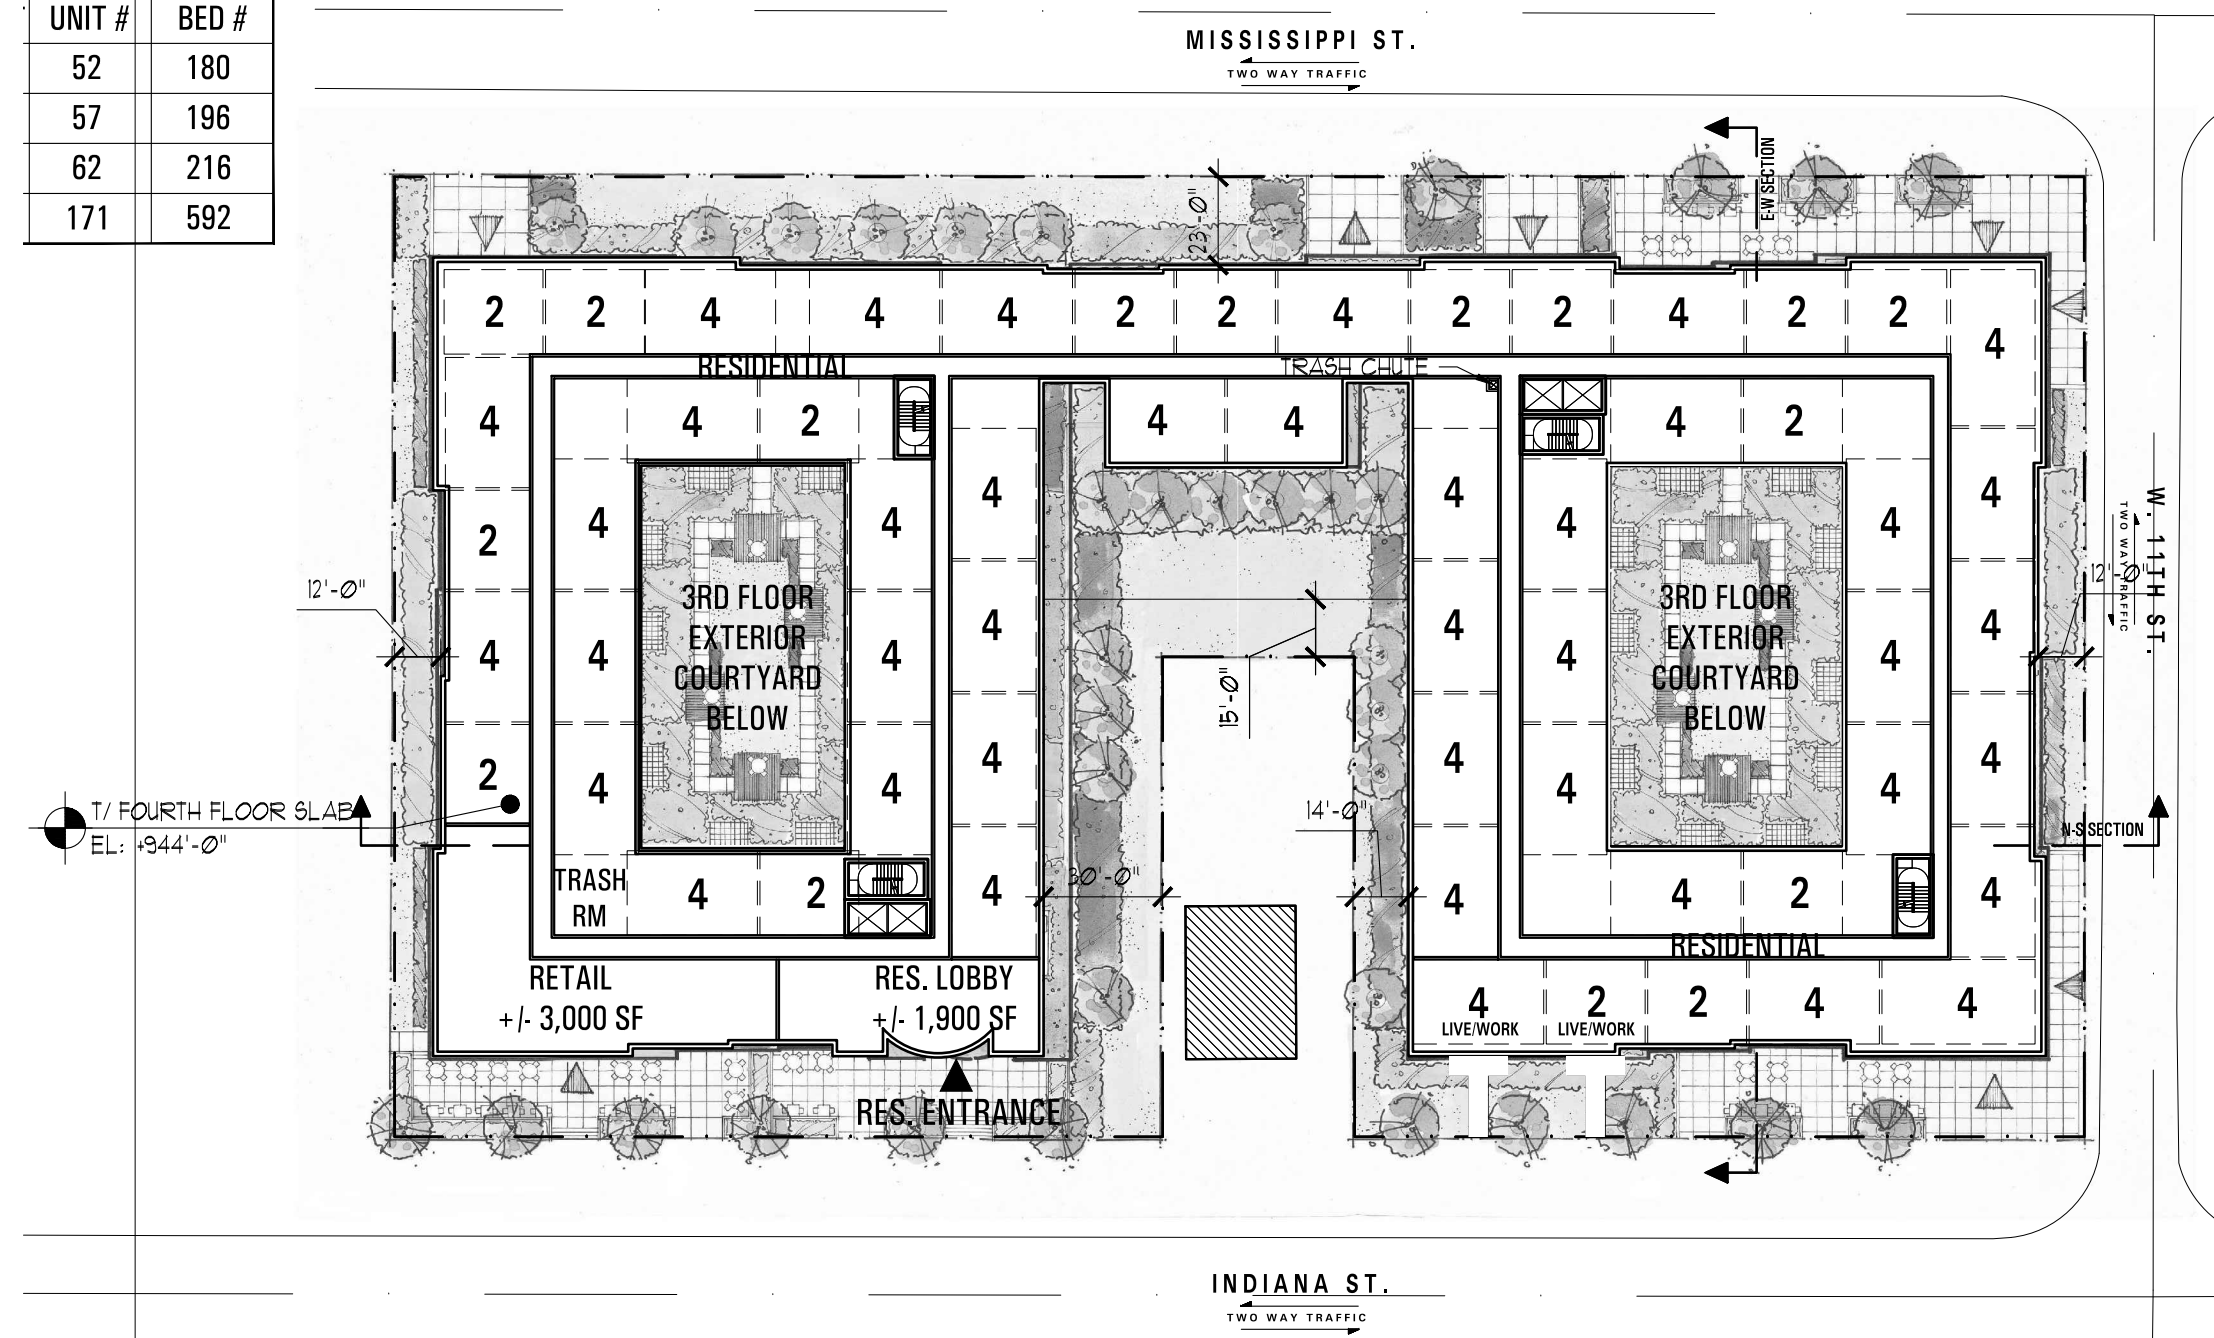 UNIT # BED #
52 180
57 196
62 216
171 592
MISSISSIPPI ST.
TWO WAY TRAFFIC
E-W SECTION
23'-0"
2 2 4 4 4 2 2 4 2 2 4 2 2 4
RESIDENTIAL
TRASH CHUTE
4 4 2 4 4 4 2
4 4 4 4 4 4 4
2
12'-0"
3RD FLOOR
EXTERIOR
COURTYARD
BELOW
3RD FLOOR
EXTERIOR
COURTYARD
BELOW
W. 11TH ST.
TWO WAY TRAFFIC
12'-0"
4 4 4 4 4 4 4 4
15'-0"
2 4 4 4 4 4 4 4
T/ FOURTH FLOOR SLAB
EL: +944'-0"
14'-0"
N-S SECTION
TRASH
RM
4 2 4 30'-0" 4 4 2 4
RESIDENTIAL
RETAIL
+/- 3,000 SF
RES. LOBBY
+/- 1,900 SF
4 2 2 4 4
LIVE/WORK LIVE/WORK
RES. ENTRANCE
INDIANA ST.
TWO WAY TRAFFIC